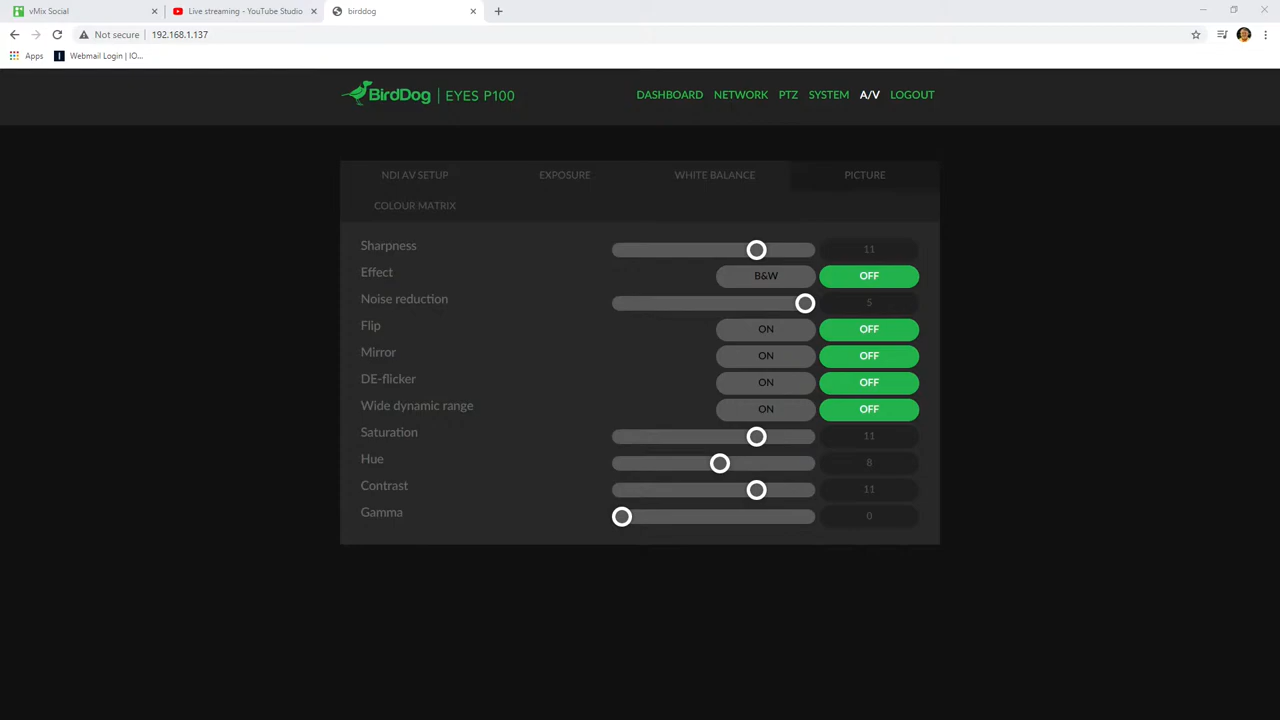 vMix Social
Live streaming - YouTube Studio
birddog
Not secure 192.168.1.137
Apps Webmail Login | IO...
BirdDog EYES P100
DASHBOARD NETWORK PTZ SYSTEM A/V LOGOUT
NDI AV SETUP EXPOSURE WHITE BALANCE PICTURE
COLOUR MATRIX
Sharpness 11
Effect B&W OFF
Noise reduction 5
Flip ON OFF
Mirror ON OFF
DE-flicker ON OFF
Wide dynamic range ON OFF
Saturation 11
Hue 8
Contrast 11
Gamma 0